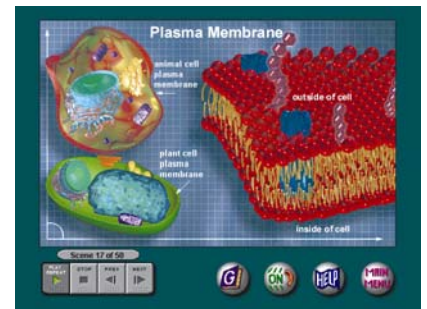 Plasma Membrane
animal cell
plasma
membrane
outside of cell
plant cell
plasma
membrane
inside of cell
Scene 17 of 50
PLAY
REPEAT
STOP
PREV
NEXT
G
ON
HELP
MAIN
MENU